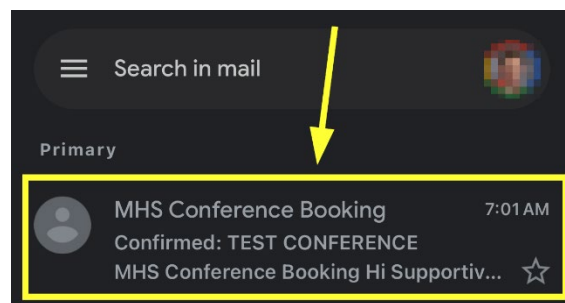 Search in mail
Primary
MHS Conference Booking 7:01 AM
Confirmed: TEST CONFERENCE
MHS Conference Booking Hi Supportiv...